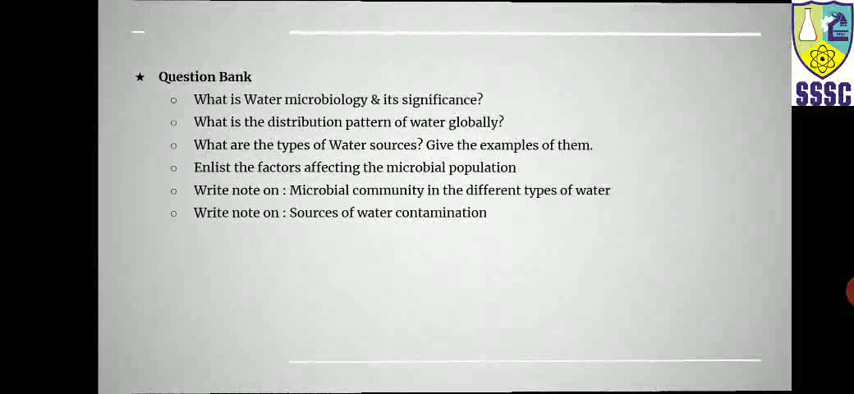 ★ Question Bank
○ What is Water microbiology & its significance?
○ What is the distribution pattern of water globally?
○ What are the types of Water sources? Give the examples of them.
○ Enlist the factors affecting the microbial population
○ Write note on : Microbial community in the different types of water
○ Write note on : Sources of water contamination
SSSC